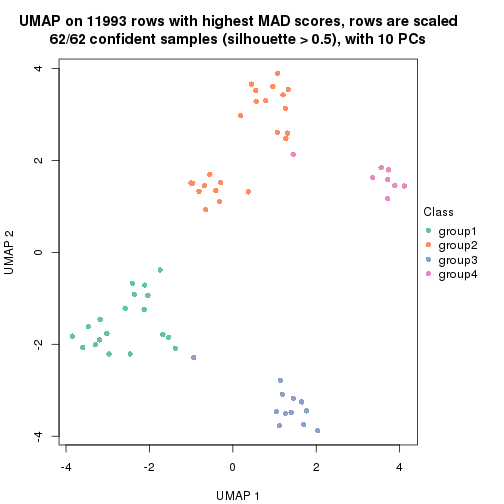 UMAP on 11993 rows with highest MAD scores, rows are scaled
62/62 confident samples (silhouette > 0.5), with 10 PCs
4
2
0
-2
-4
UMAP 2
-4
-2
0
2
4
UMAP 1
Class
group1
group2
group3
group4